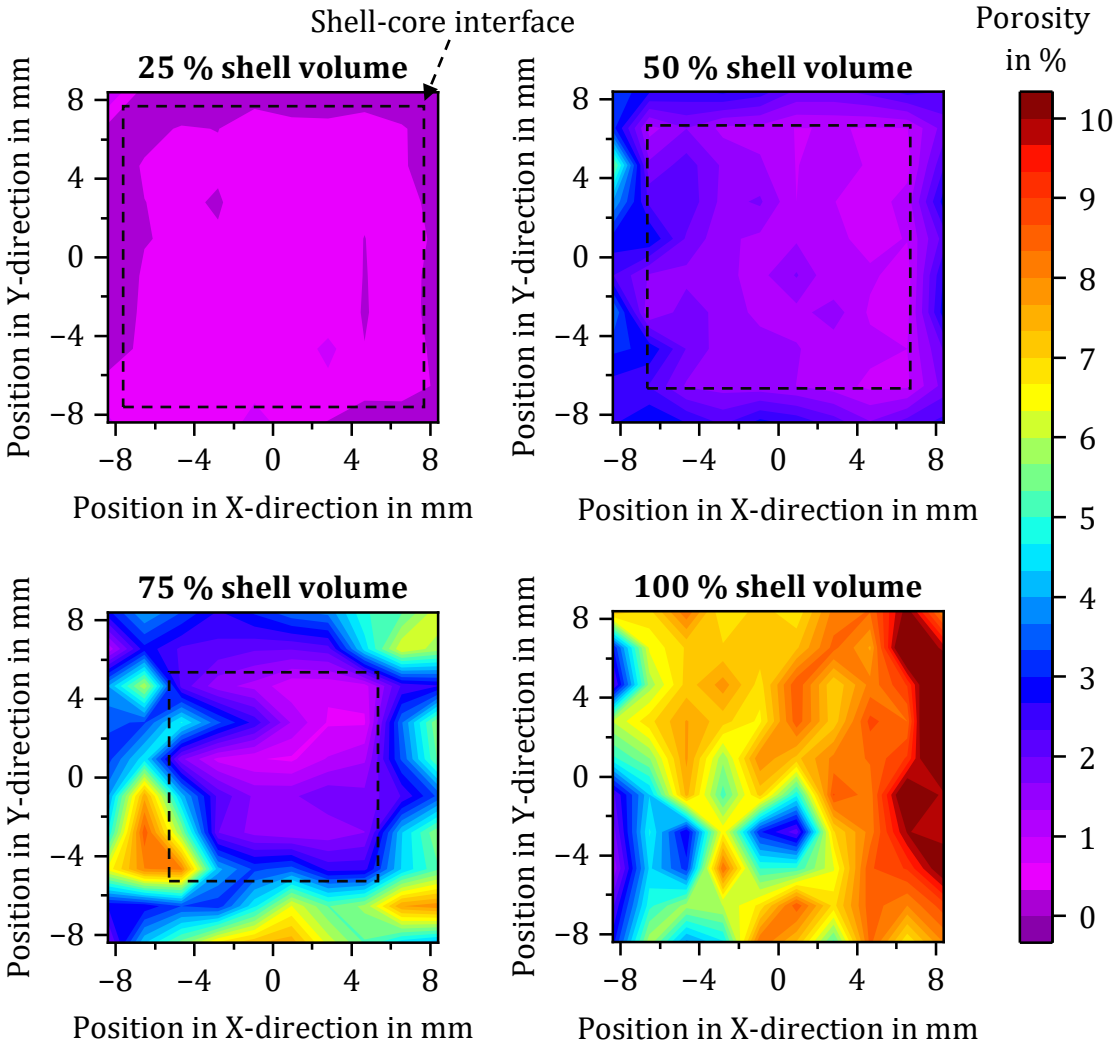 Shell-core interface
Porosity
in %
25 % shell volume
50 % shell volume
Position in Y-direction in mm
8
4
0
−4
−8
−8 −4 0 4 8
Position in X-direction in mm
Position in Y-direction in mm
8
4
0
−4
−8
−8 −4 0 4 8
Position in X-direction in mm
10
9
8
7
6
5
4
3
2
1
0
75 % shell volume
100 % shell volume
Position in Y-direction in mm
8
4
0
−4
−8
−8 −4 0 4 8
Position in X-direction in mm
Position in Y-direction in mm
8
4
0
−4
−8
−8 −4 0 4 8
Position in X-direction in mm